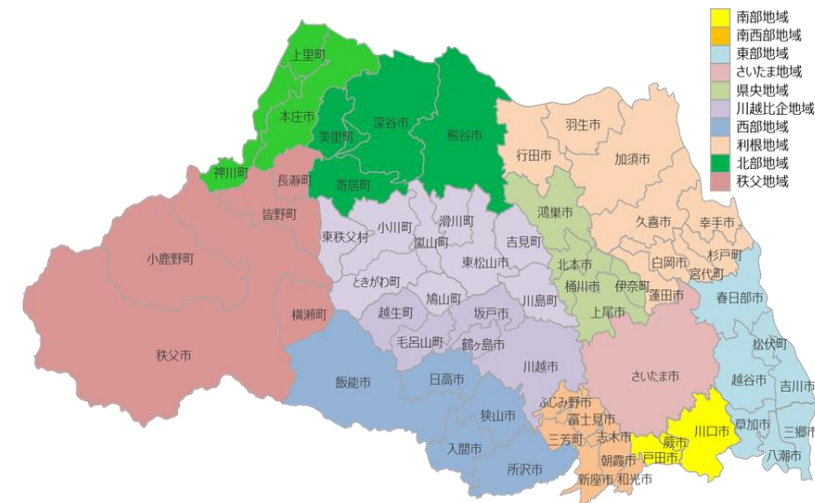 南部地域
南西部地域
東部地域
さいたま地域
県央地域
川越比企地域
西部地域
利根地域
北部地域
秩父地域
上里町
本庄市
神川町
美里町
深谷市
熊谷市
寄居町
長瀞町
皆野町
小鹿野町
秩父市
横瀬町
羽生市
行田市
加須市
久喜市
幸手市
白岡市
杉戸町
宮代町
蓮田市
鴻巣市
北本市
桶川市
伊奈町
上尾市
東秩父村
小川町
嵐山町
滑川町
吉見町
東松山市
ときがわ町
鳩山町
川島町
越生町
坂戸市
毛呂山町
鶴ヶ島市
川越市
飯能市
日高市
狭山市
入間市
所沢市
ふじみ野市
富士見市
三芳町
志木市
朝霞市
新座市
和光市
さいたま市
川口市
蕨市
戸田市
春日部市
松伏町
越谷市
吉川市
草加市
三郷市
八潮市